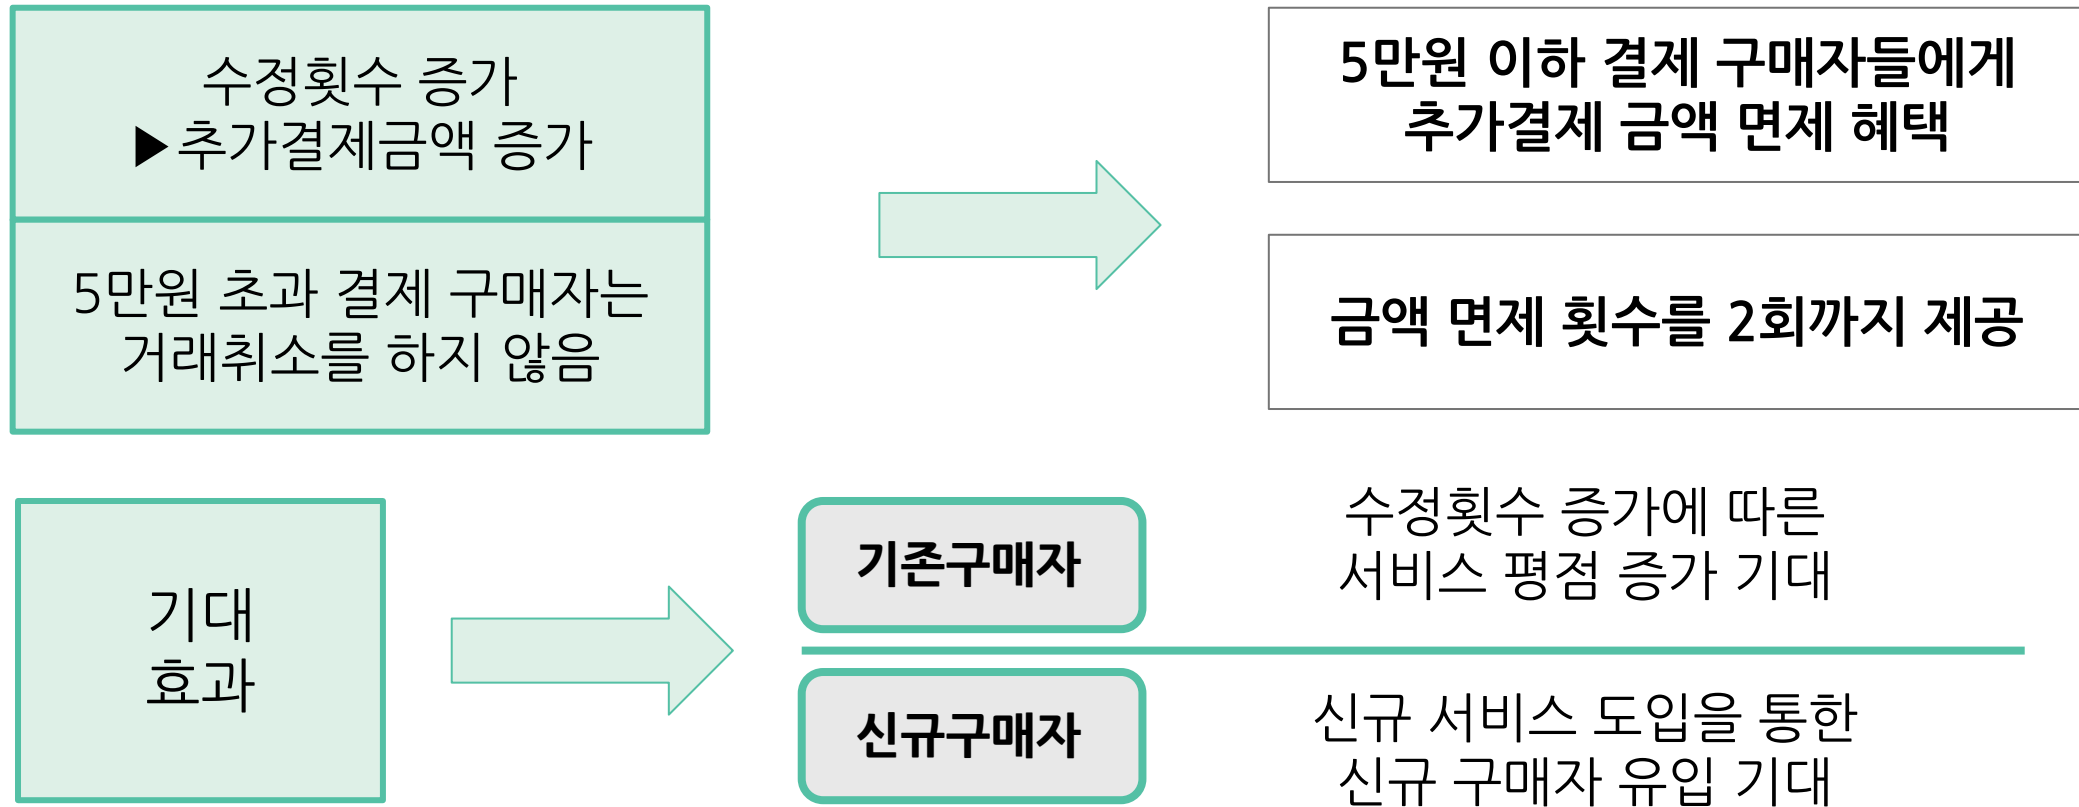 수정횟수 증가
▶추가결제금액 증가
5만원 초과 결제 구매자는
거래취소를 하지 않음
5만원 이하 결제 구매자들에게
추가결제 금액 면제 혜택
금액 면제 횟수를 2회까지 제공
기대
효과
기존구매자
수정횟수 증가에 따른
서비스 평점 증가 기대
신규구매자
신규 서비스 도입을 통한
신규 구매자 유입 기대